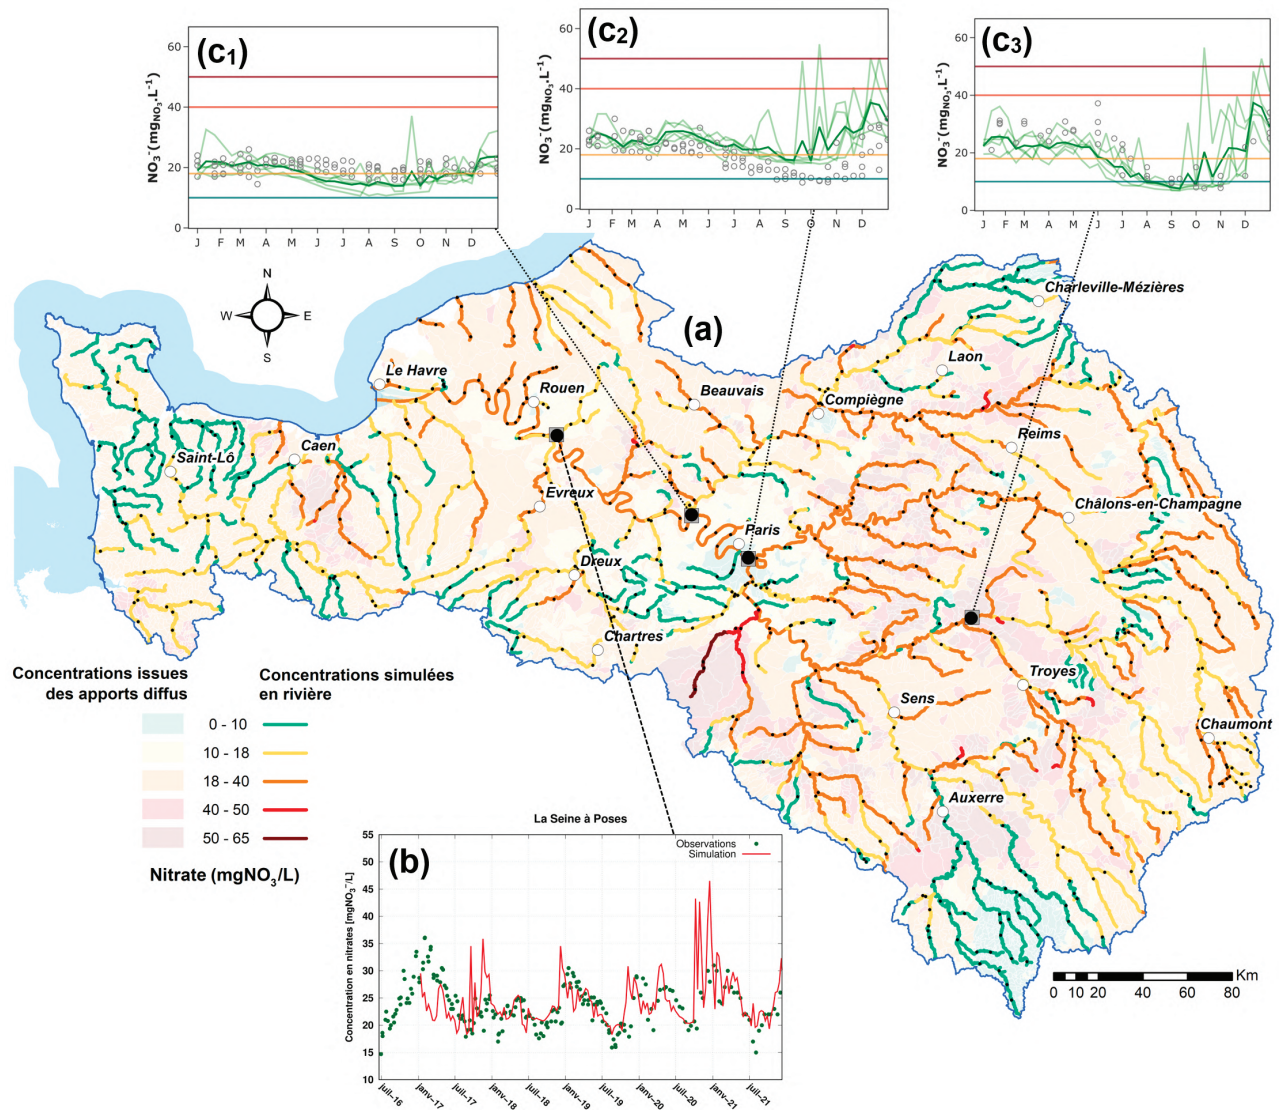 (c1)
NO3- (mgNO3.L-1)
60
40
20
0
J F M A M J J A S O N D
(c2)
NO3- (mgNO3.L-1)
60
40
20
0
J F M A M J J A S O N D
(c3)
NO3- (mgNO3.L-1)
60
40
20
0
J F M A M J J A S O N D
N
W E
S
(a)
Charleville-Mézières
Laon
Le Havre
Rouen
Beauvais
Compiègne
Reims
Caen
Saint-Lô
Evreux
Châlons-en-Champagne
Paris
Dreux
Chartres
Troyes
Sens
Chaumont
Auxerre
Concentrations issues des apports diffus
Concentrations simulées en rivière
0 - 10
10 - 18
18 - 40
40 - 50
50 - 65
Nitrate (mgNO3/L)
La Seine à Poses
(b)
Observations
Simulation
Concentration en nitrates [mgNO3-/L]
55
50
45
40
35
30
25
20
15
10
juil-16 janv-17 juil-17 janv-18 juil-18 janv-19 juil-19 janv-20 juil-20 janv-21 juil-21
Km
0 10 20 40 60 80